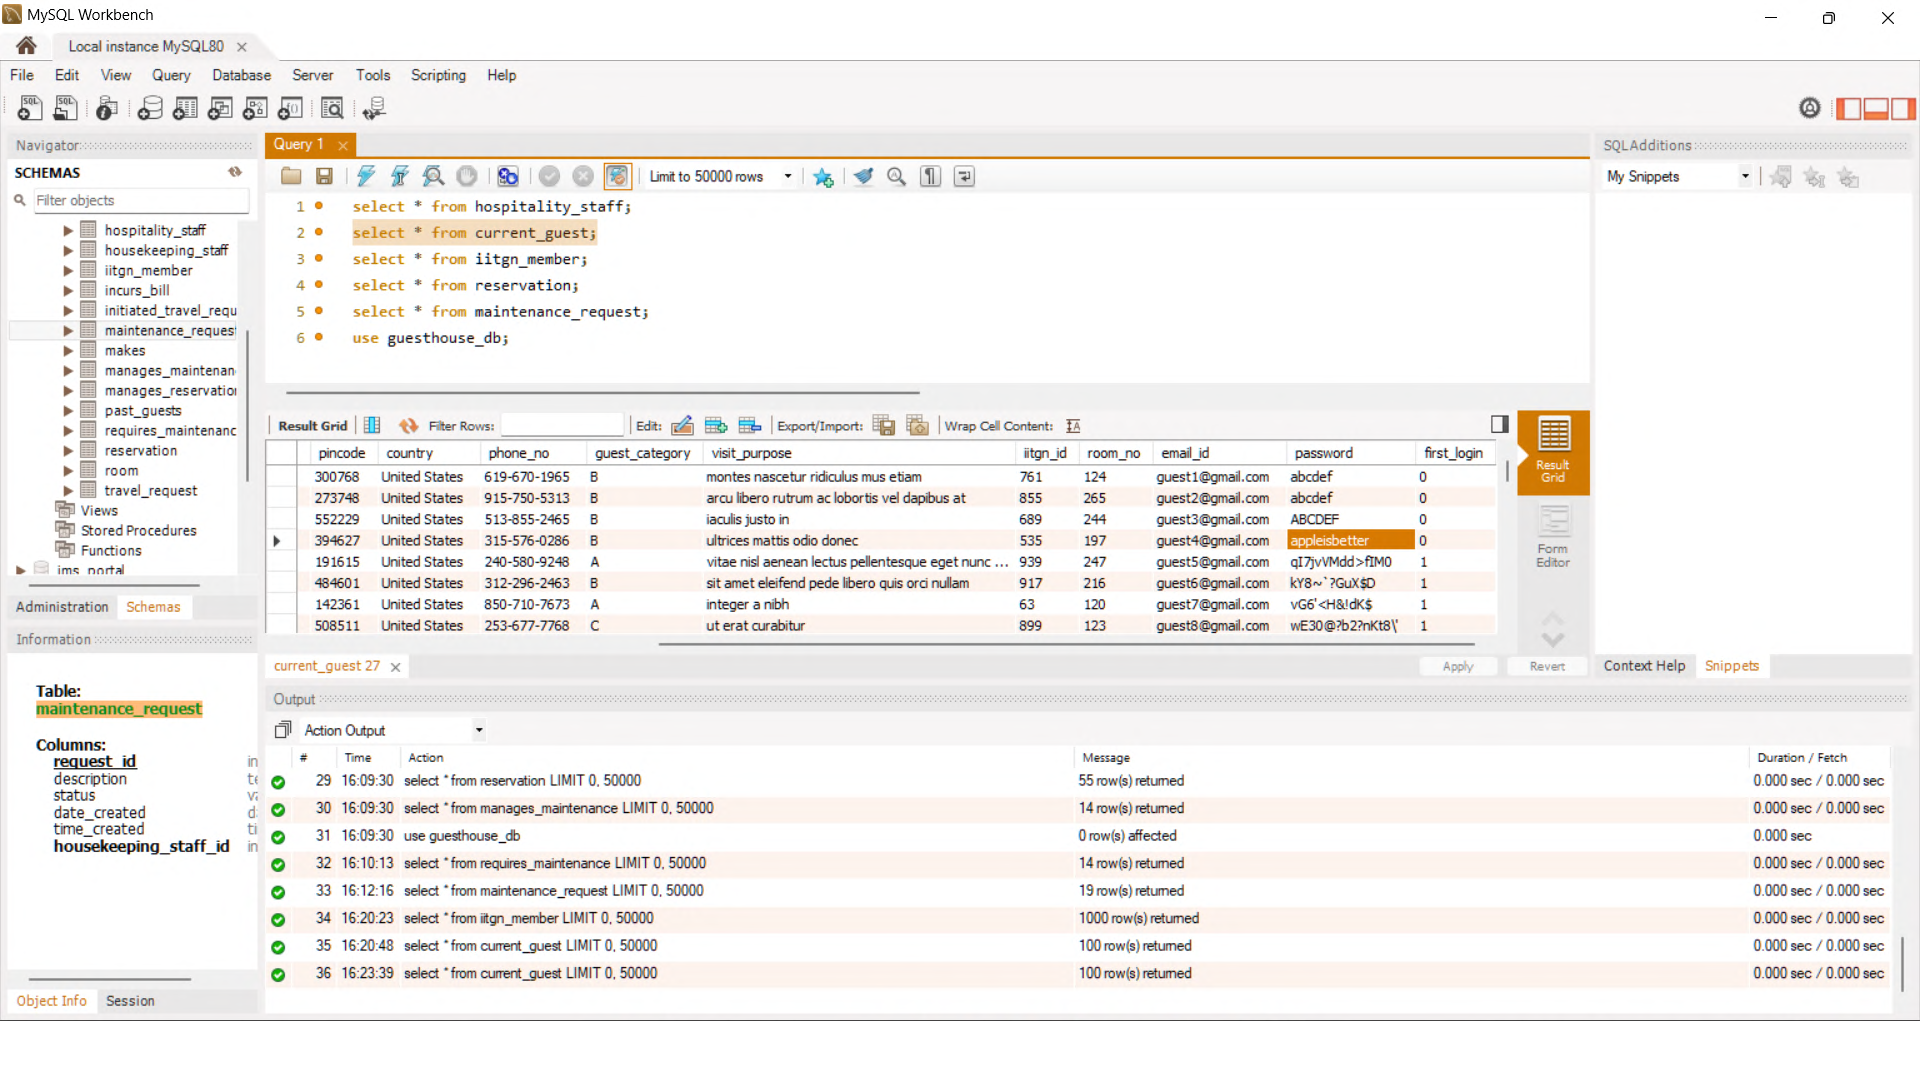 MySQL Workbench
Local instance MySQL80
File Edit View Query Database Server Tools Scripting Help
Navigator
SCHEMAS
Filter objects
hospitality_staff
housekeeping_staff
iitgn_member
incurs_bill
initiated_travel_requ
maintenance_request
makes
manages_maintenan
manages_reservation
past_guests
requires_maintenanc
reservation
room
travel_request
Views
Stored Procedures
Functions
ims_portal
Administration Schemas
Information
Table:
maintenance_request
Columns:
request_id in
description te
status va
date_created d
time_created ti
housekeeping_staff_id in
Object Info Session
Query 1
Limit to 50000 rows
1 select * from hospitality_staff;
2 select * from current_guest;
3 select * from iitgn_member;
4 select * from reservation;
5 select * from maintenance_request;
6 use guesthouse_db;
Result Grid Filter Rows: Edit: Export/Import: Wrap Cell Content:
pincode country phone_no guest_category visit_purpose iitgn_id room_no email_id password first_login
300768 United States 619-670-1965 B montes nascetur ridiculus mus etiam 761 124 guest1@gmail.com abcdef 0
273748 United States 915-750-5313 B arcu libero rutrum ac lobortis vel dapibus at 855 265 guest2@gmail.com abcdef 0
552229 United States 513-855-2465 B iaculis justo in 689 244 guest3@gmail.com ABCDEF 0
394627 United States 315-576-0286 B ultrices mattis odio donec 535 197 guest4@gmail.com appleisbetter 0
191615 United States 240-580-9248 A vitae nisl aenean lectus pellentesque eget nunc ... 939 247 guest5@gmail.com qI7jvVMdd>fIM0 1
484601 United States 312-296-2463 B sit amet eleifend pede libero quis orci nullam 917 216 guest6@gmail.com kY8~`?GuX$D 1
142361 United States 850-710-7673 A integer a nibh 63 120 guest7@gmail.com vG6'<H&!dK$ 1
508511 United States 253-677-7768 C ut erat curabitur 899 123 guest8@gmail.com wE30@?b2?nKt8\' 1
Result Grid
Form Editor
current_guest 27
Apply Revert
SQLAdditions
My Snippets
Context Help Snippets
Output
Action Output
# Time Action Message Duration / Fetch
29 16:09:30 select * from reservation LIMIT 0, 50000 55 row(s) returned 0.000 sec / 0.000 sec
30 16:09:30 select * from manages_maintenance LIMIT 0, 50000 14 row(s) returned 0.000 sec / 0.000 sec
31 16:09:30 use guesthouse_db 0 row(s) affected 0.000 sec
32 16:10:13 select * from requires_maintenance LIMIT 0, 50000 14 row(s) returned 0.000 sec / 0.000 sec
33 16:12:16 select * from maintenance_request LIMIT 0, 50000 19 row(s) returned 0.000 sec / 0.000 sec
34 16:20:23 select * from iitgn_member LIMIT 0, 50000 1000 row(s) returned 0.000 sec / 0.000 sec
35 16:20:48 select * from current_guest LIMIT 0, 50000 100 row(s) returned 0.000 sec / 0.000 sec
36 16:23:39 select * from current_guest LIMIT 0, 50000 100 row(s) returned 0.000 sec / 0.000 sec